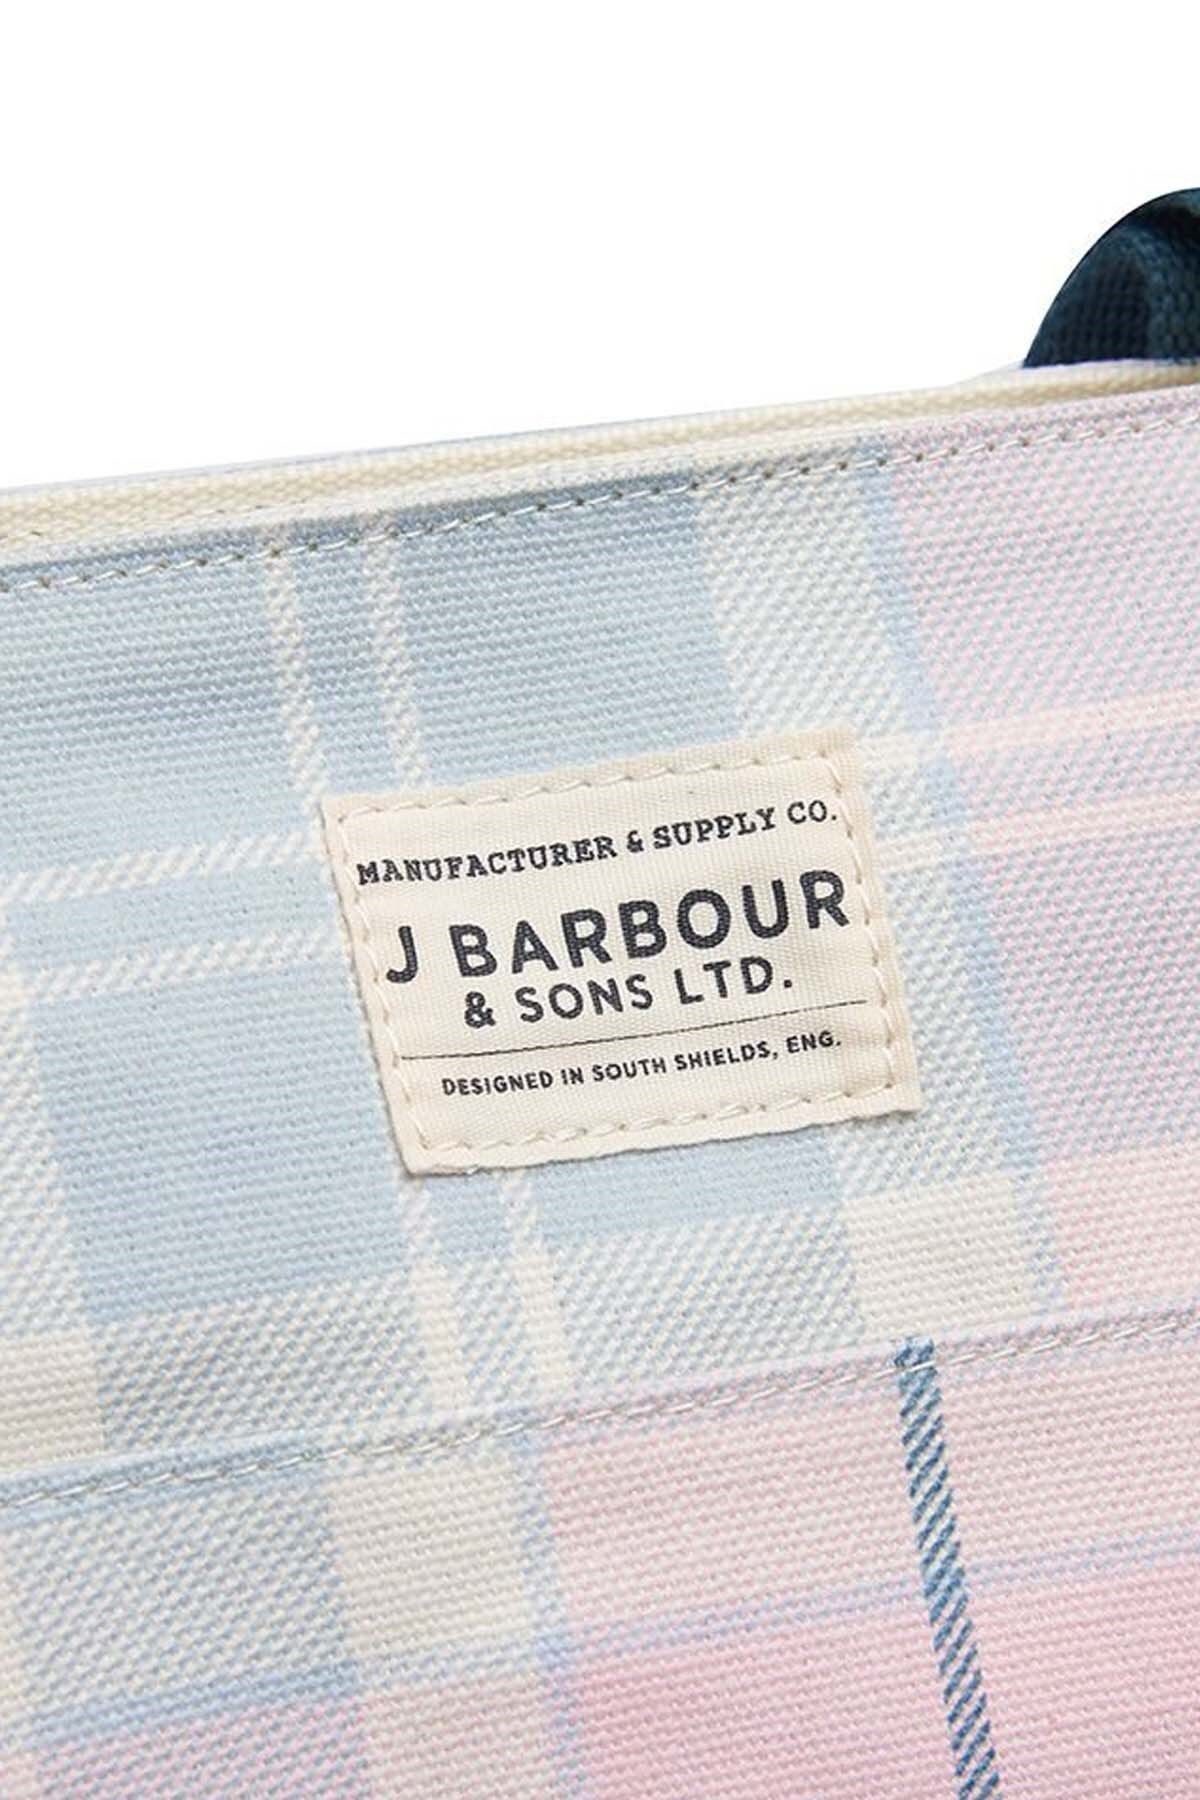 MANUFACTURER & SUPPLY CO.
J BARBOUR
& SONS LTD.
DESIGNED IN SOUTH SHIELDS, ENG.